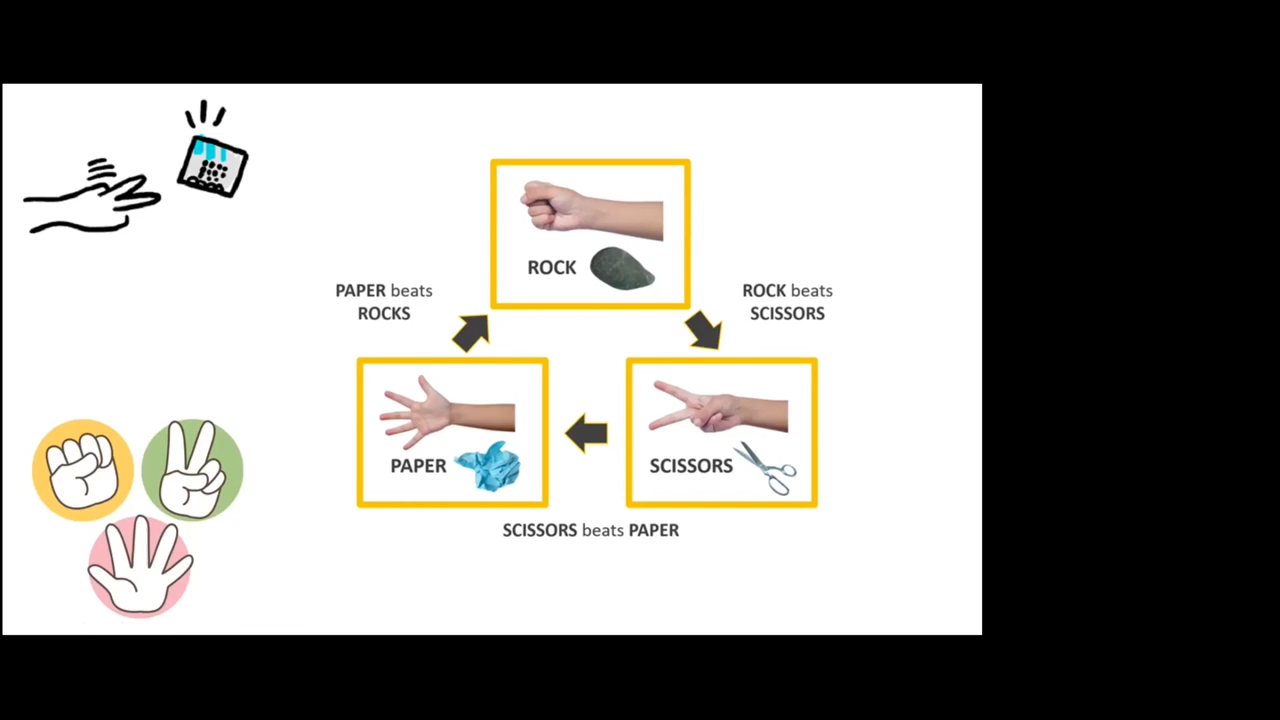 ROCK
PAPER beats
ROCKS
ROCK beats
SCISSORS
PAPER
SCISSORS
SCISSORS beats PAPER